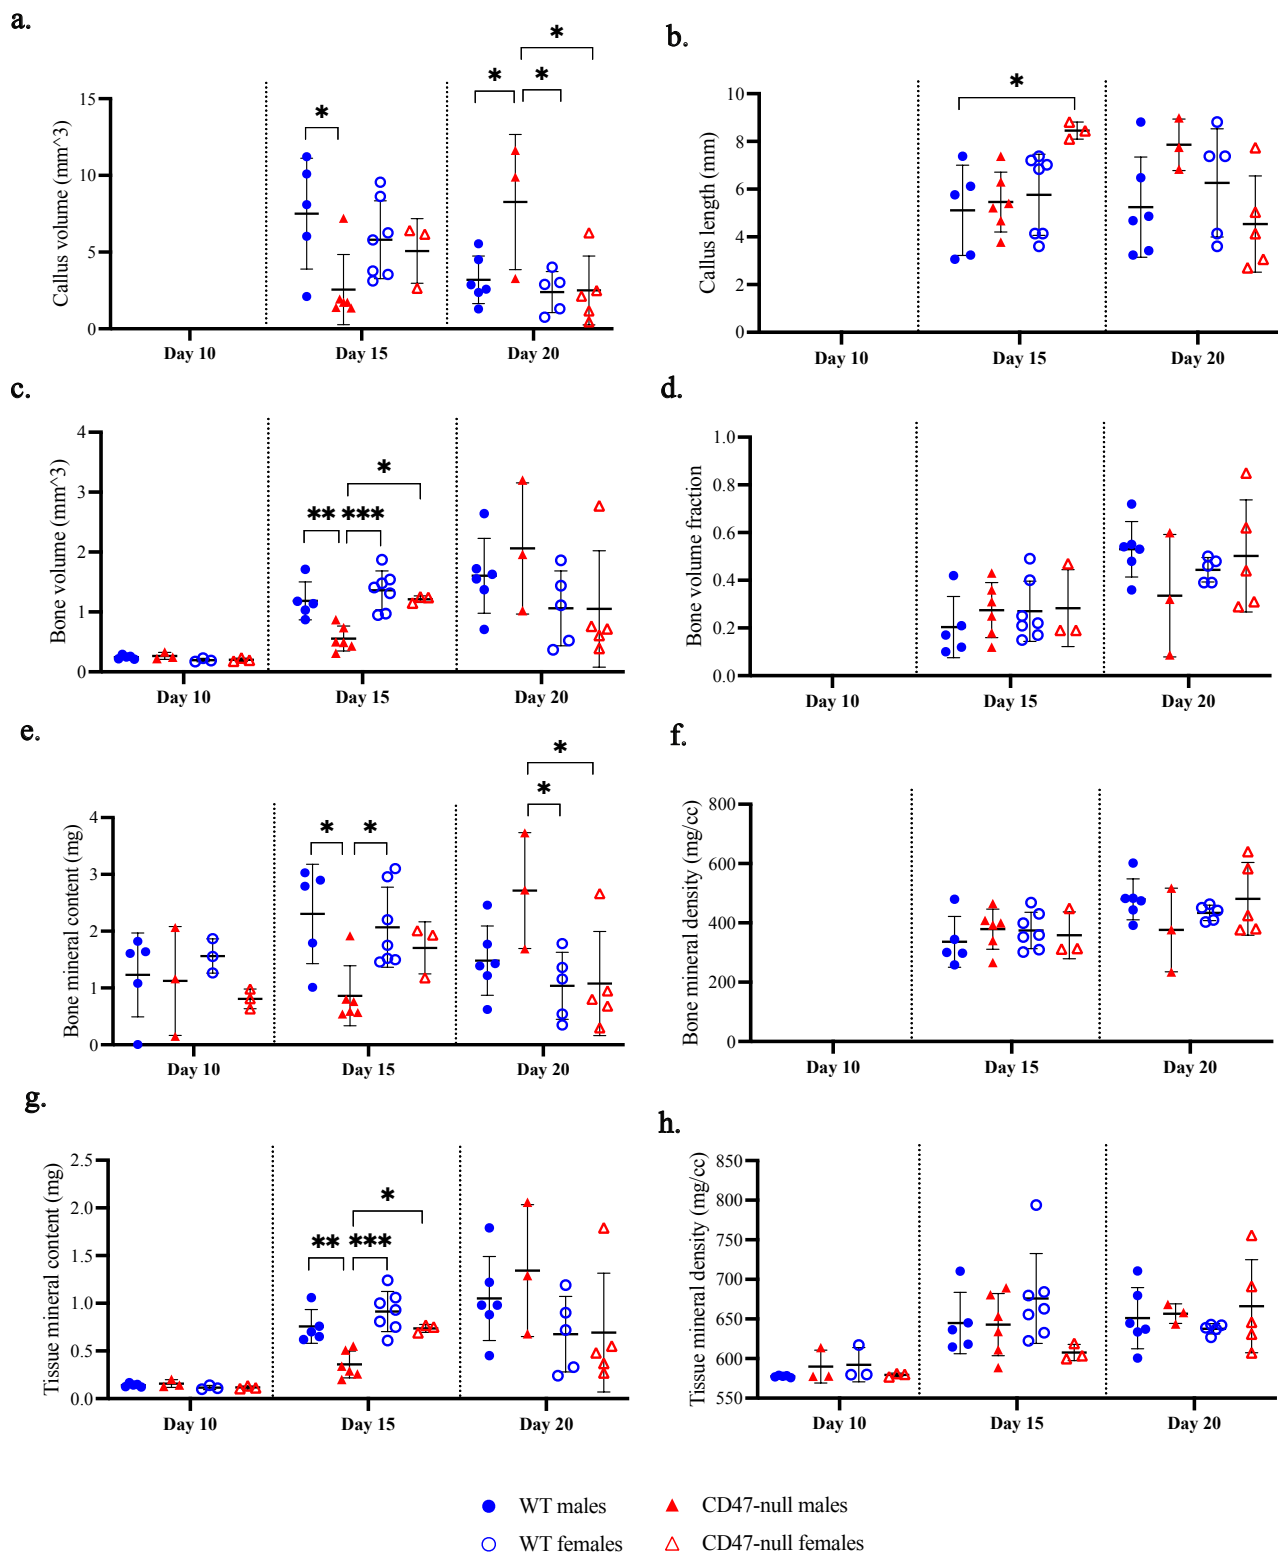 a.
*
* *
*
Callus volume (mm^3)
15
10
5
0
Day 10 Day 15 Day 20
b.
*
Callus length (mm)
10
8
6
4
2
0
Day 10 Day 15 Day 20
c.
*
** ***
Bone volume (mm^3)
4
3
2
1
0
Day 10 Day 15 Day 20
d.
Bone volume fraction
1.0
0.8
0.6
0.4
0.2
0.0
Day 10 Day 15 Day 20
e.
*
*
* *
Bone mineral content (mg)
4
3
2
1
0
Day 10 Day 15 Day 20
f.
Bone mineral density (mg/cc)
800
600
400
200
0
Day 10 Day 15 Day 20
g.
*
** ***
Tissue mineral content (mg)
2.5
2.0
1.5
1.0
0.5
0.0
Day 10 Day 15 Day 20
h.
Tissue mineral density (mg/cc)
850
800
750
700
650
600
550
Day 10 Day 15 Day 20
WT males CD47-null males
WT females CD47-null females